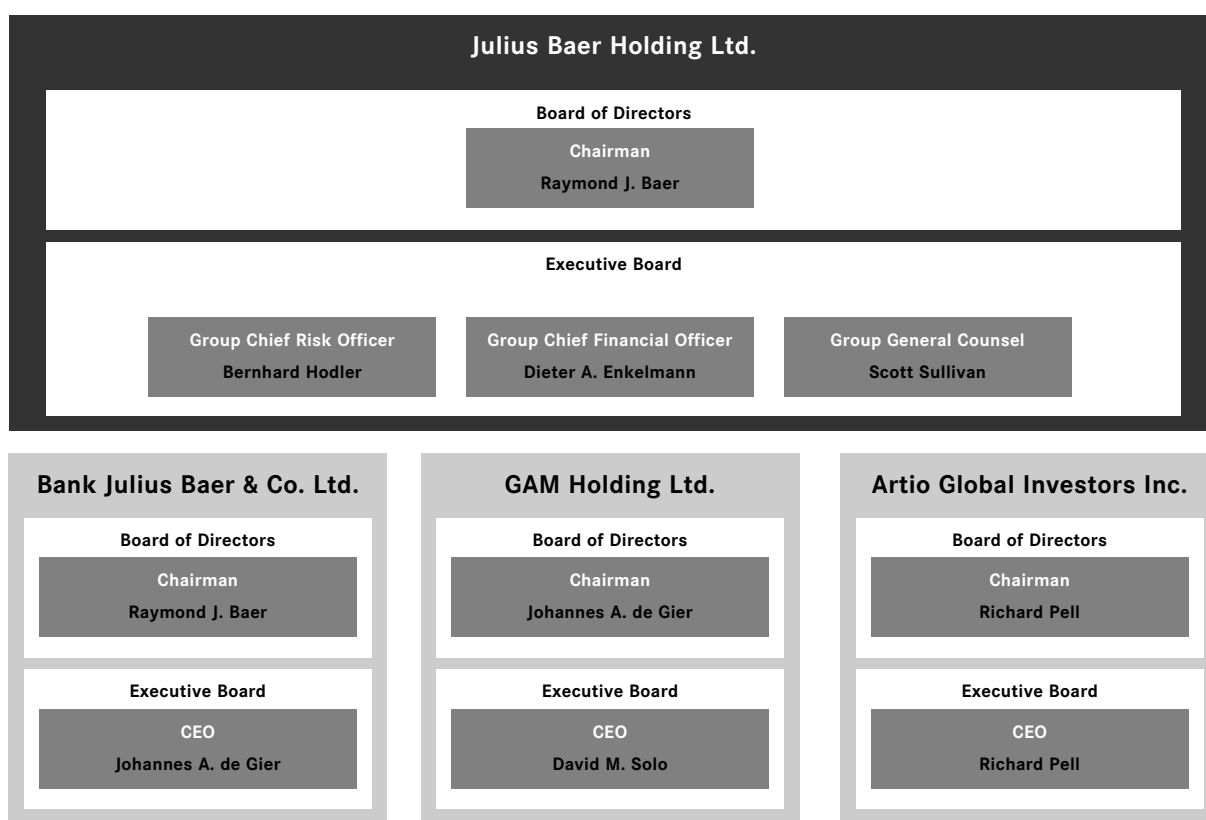 Julius Baer Holding Ltd.
Board of Directors
Chairman
Raymond J. Baer
Executive Board
Group Chief Risk Officer
Bernhard Hodler
Group Chief Financial Officer
Dieter A. Enkelmann
Group General Counsel
Scott Sullivan
Bank Julius Baer & Co. Ltd.
Board of Directors
Chairman
Raymond J. Baer
Executive Board
CEO
Johannes A. de Gier
GAM Holding Ltd.
Board of Directors
Chairman
Johannes A. de Gier
Executive Board
CEO
David M. Solo
Artio Global Investors Inc.
Board of Directors
Chairman
Richard Pell
Executive Board
CEO
Richard Pell